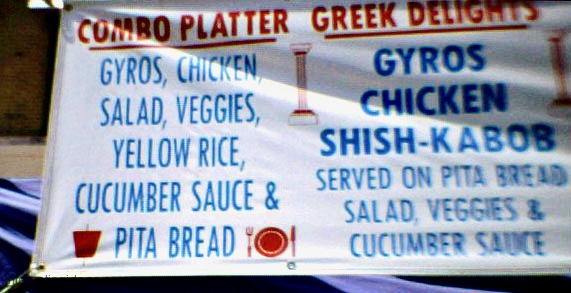 COMBO PLATTER
GYROS, CHICKEN,
SALAD, VEGGIES,
YELLOW RICE,
CUCUMBER SAUCE &
PITA BREAD
GREEK DELIGHTS
GYROS
CHICKEN
SHISH-KABOB
SERVED ON PITA BREAD
SALAD, VEGGIES &
CUCUMBER SAUCE